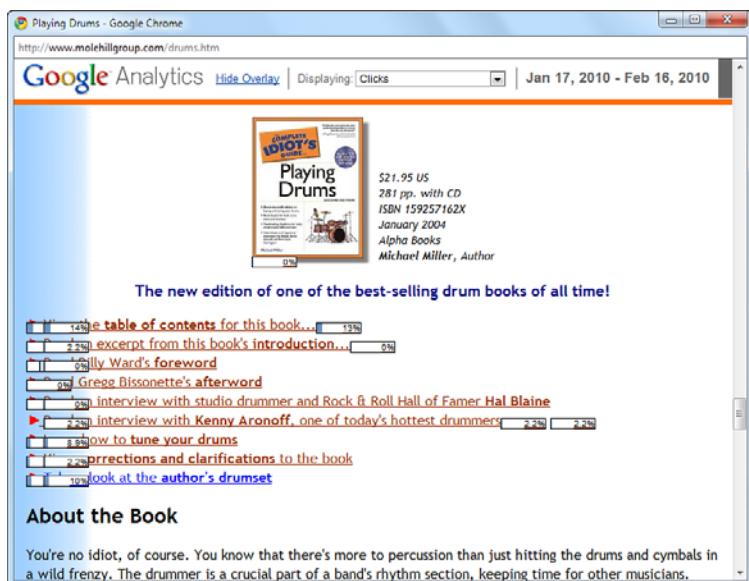 Playing Drums - Google Chrome
http://www.molehillgroup.com/drums.htm
Google Analytics Hide Overlay Displaying: Clicks Jan 17, 2010 - Feb 16, 2010
COMPLETE
IDIOT'S
GUIDE
Playing
Drums
$21.95 US
281 pp. with CD
ISBN 159257162X
January 2004
Alpha Books
Michael Miller, Author
0%
The new edition of one of the best-selling drum books of all time!
14% the table of contents for this book... 13%
2.2% excerpt from this book's introduction... 0%
0% Billy Ward's foreword
0% Gregg Bissonette's afterword
0% interview with studio drummer and Rock & Roll Hall of Famer Hal Blaine
2.2% interview with Kenny Aronoff, one of today's hottest drummers 2.2% 2.2%
8.9% how to tune your drums
2.2% corrections and clarifications to the book
10% look at the author's drumset
About the Book
You're no idiot, of course. You know that there's more to percussion than just hitting the drums and cymbals in
a wild frenzy. The drummer is a crucial part of a band's rhythm section, keeping time for other musicians.